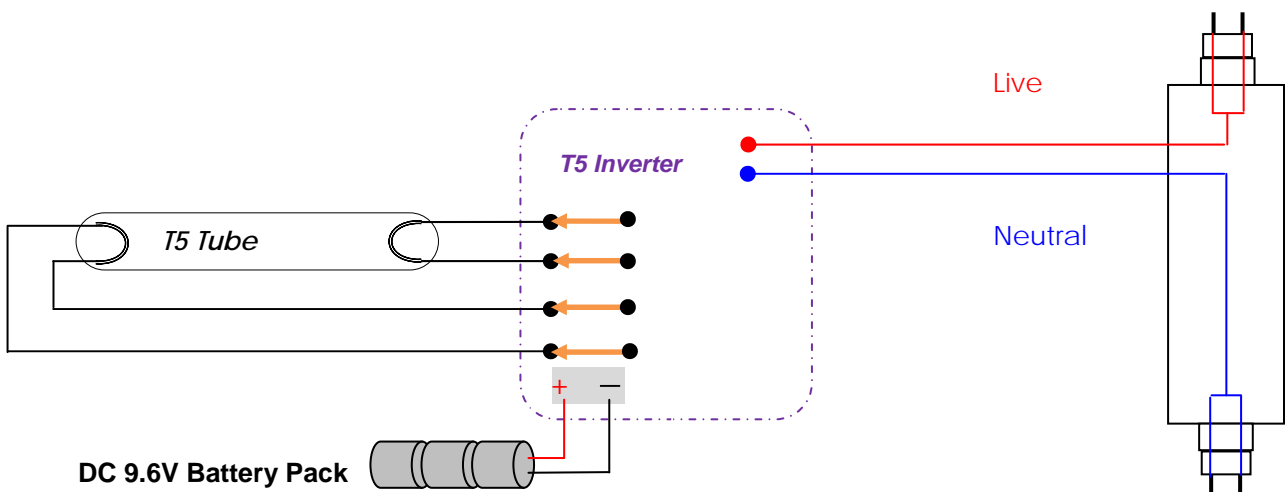 Live
T5 Inverter
T5 Tube
Neutral
+ —
DC 9.6V Battery Pack